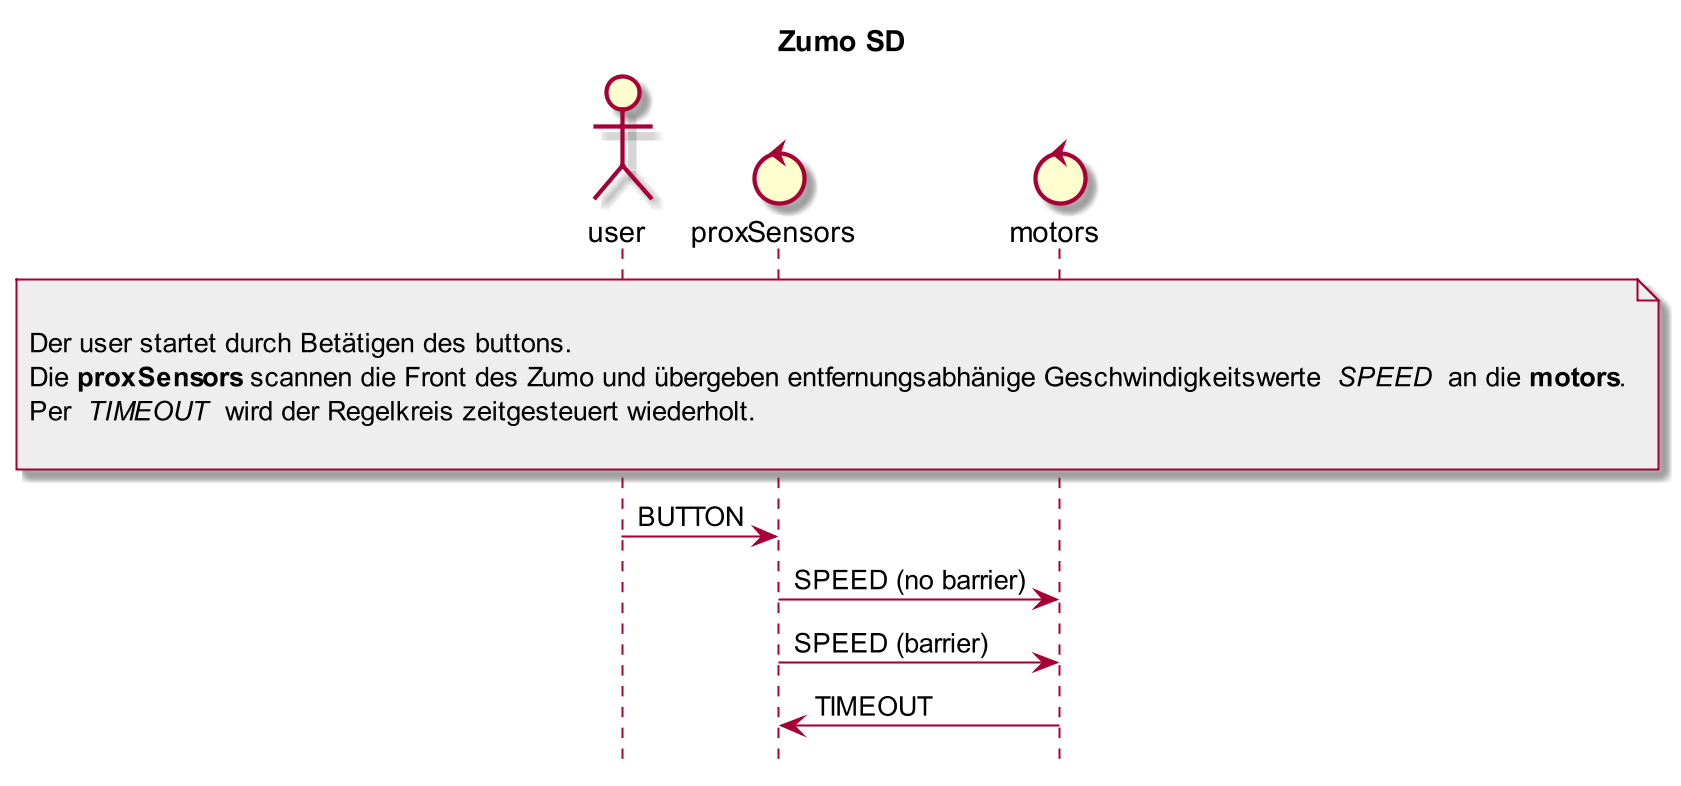 Zumo SD
user
proxSensors
motors
Der user startet durch Betätigen des buttons.
Die proxSensors scannen die Front des Zumo und übergeben entfernungsabhänige Geschwindigkeitswerte SPEED an die motors.
Per TIMEOUT wird der Regelkreis zeitgesteuert wiederholt.
BUTTON
SPEED (no barrier)
SPEED (barrier)
TIMEOUT